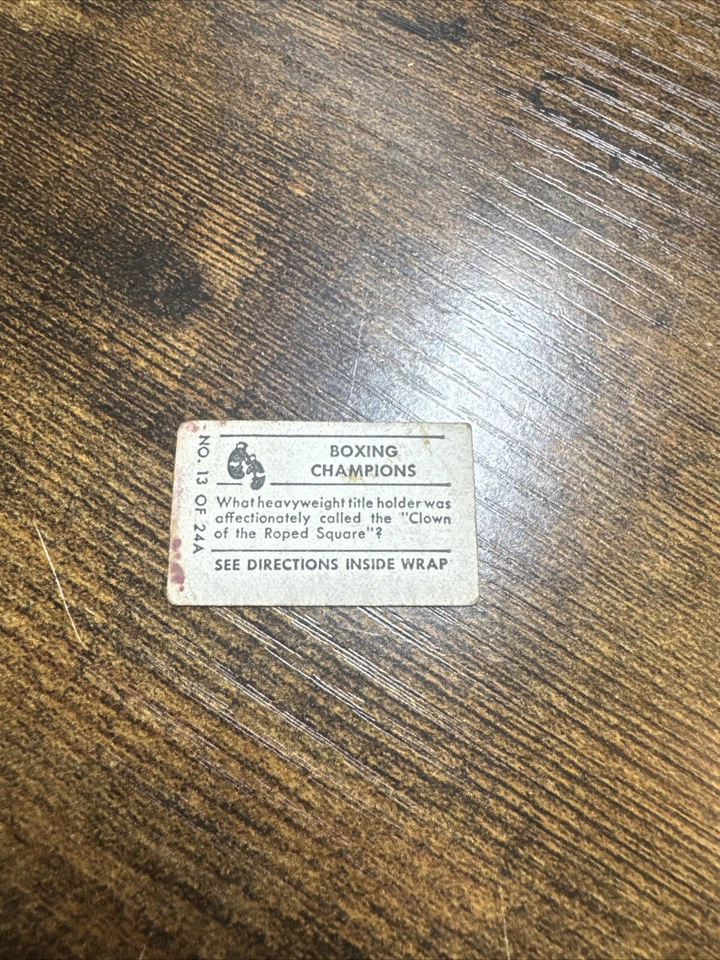 NO. 13 OF 24A
BOXING
CHAMPIONS
What heavyweight title holder was
affectionately called the "Clown
of the Roped Square"?
SEE DIRECTIONS INSIDE WRAP